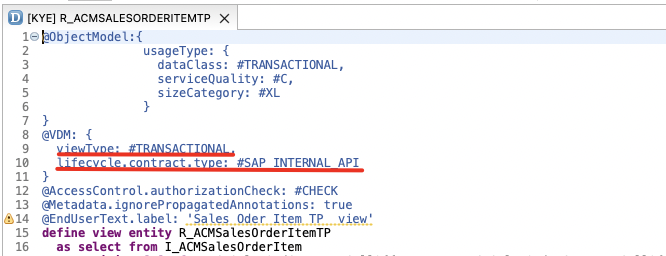 [KYE] R_ACMSALESORDERITEMTP
1 @ObjectModel:{
2 usageType: {
3 dataClass: #TRANSACTIONAL,
4 serviceQuality: #C,
5 sizeCategory: #XL
6 }
7 }
8 @VDM: {
9 viewType: #TRANSACTIONAL,
10 lifecycle.contract.type: #SAP_INTERNAL_API
11 }
12 @AccessControl.authorizationCheck: #CHECK
13 @Metadata.ignorePropagatedAnnotations: true
14 @EndUserText.label: 'Sales Oder Item TP  view'
15 define view entity R_ACMSalesOrderItemTP
16 as select from I_ACMSalesOrderItem